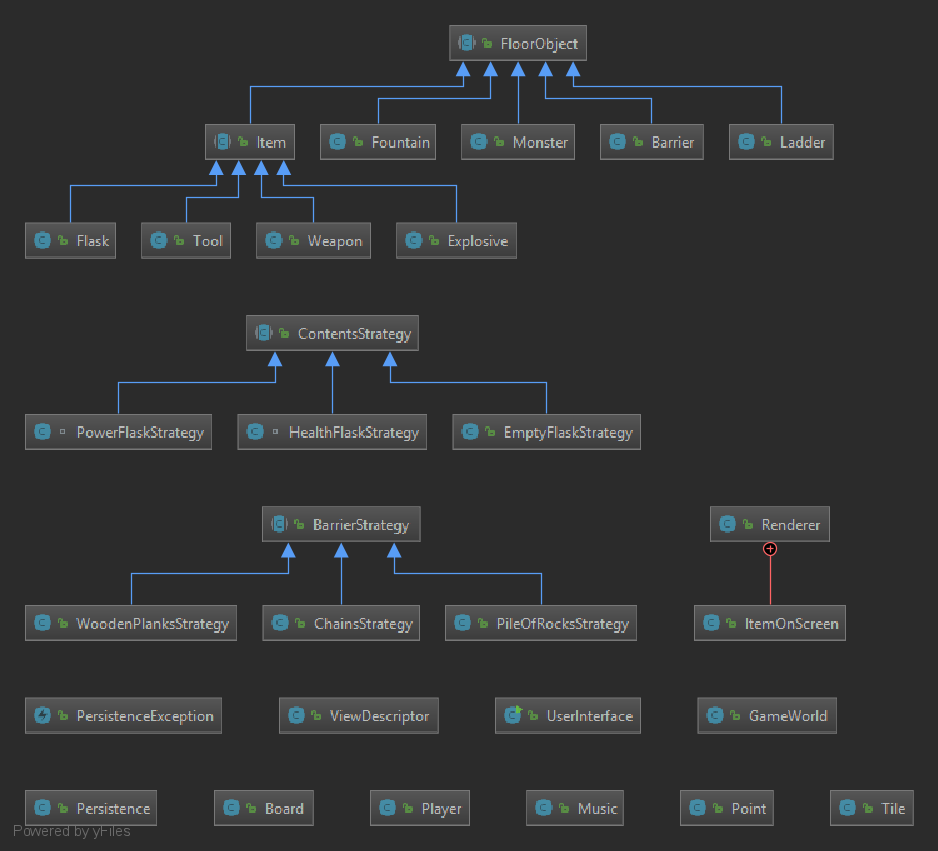 FloorObject
Item
Fountain
Monster
Barrier
Ladder
Flask
Tool
Weapon
Explosive
ContentsStrategy
PowerFlaskStrategy
HealthFlaskStrategy
EmptyFlaskStrategy
BarrierStrategy
Renderer
WoodenPlanksStrategy
ChainsStrategy
PileOfRocksStrategy
ItemOnScreen
PersistenceException
ViewDescriptor
UserInterface
GameWorld
Persistence
Board
Player
Music
Point
Tile
Powered by yFiles